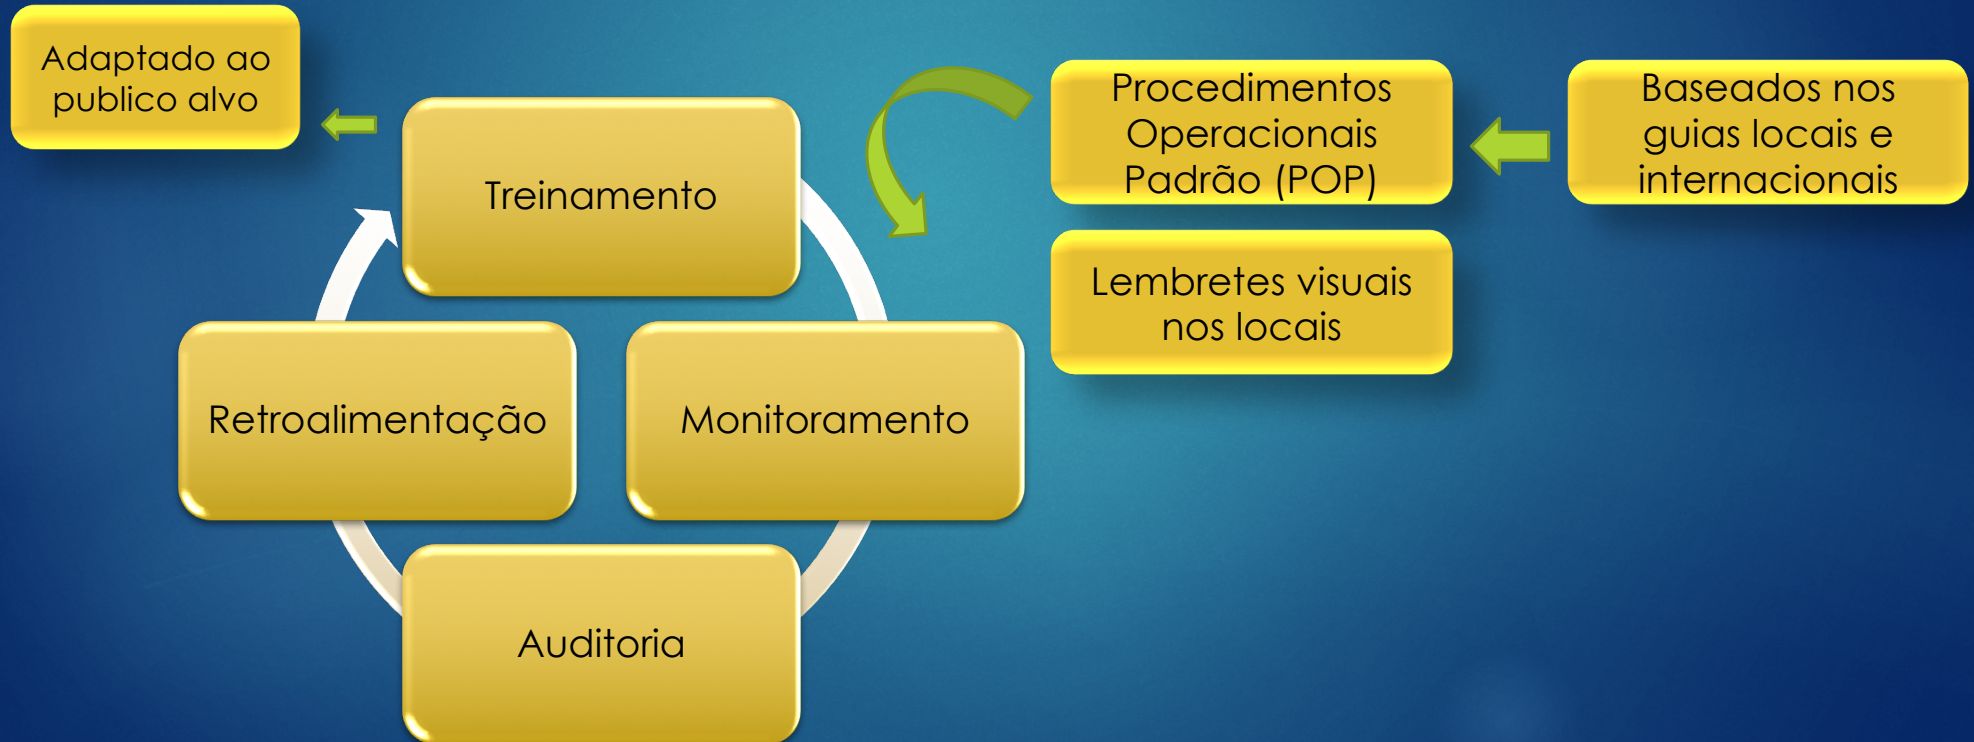 Adaptado ao
publico alvo
Treinamento
Procedimentos
Operacionais
Padrão (POP)
Baseados nos
guias locais e
internacionais
Lembretes visuais
nos locais
Retroalimentação
Monitoramento
Auditoria